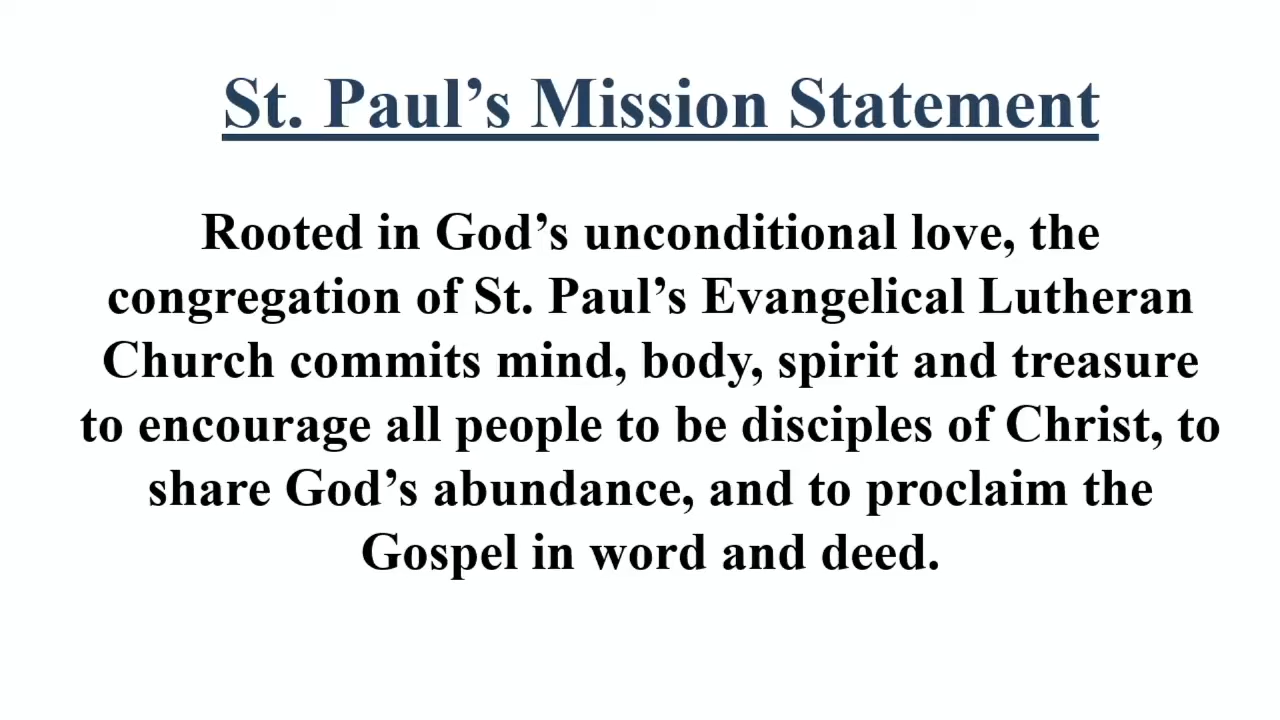 St. Paul’s Mission Statement
Rooted in God’s unconditional love, the
congregation of St. Paul’s Evangelical Lutheran
Church commits mind, body, spirit and treasure
to encourage all people to be disciples of Christ, to
share God’s abundance, and to proclaim the
Gospel in word and deed.